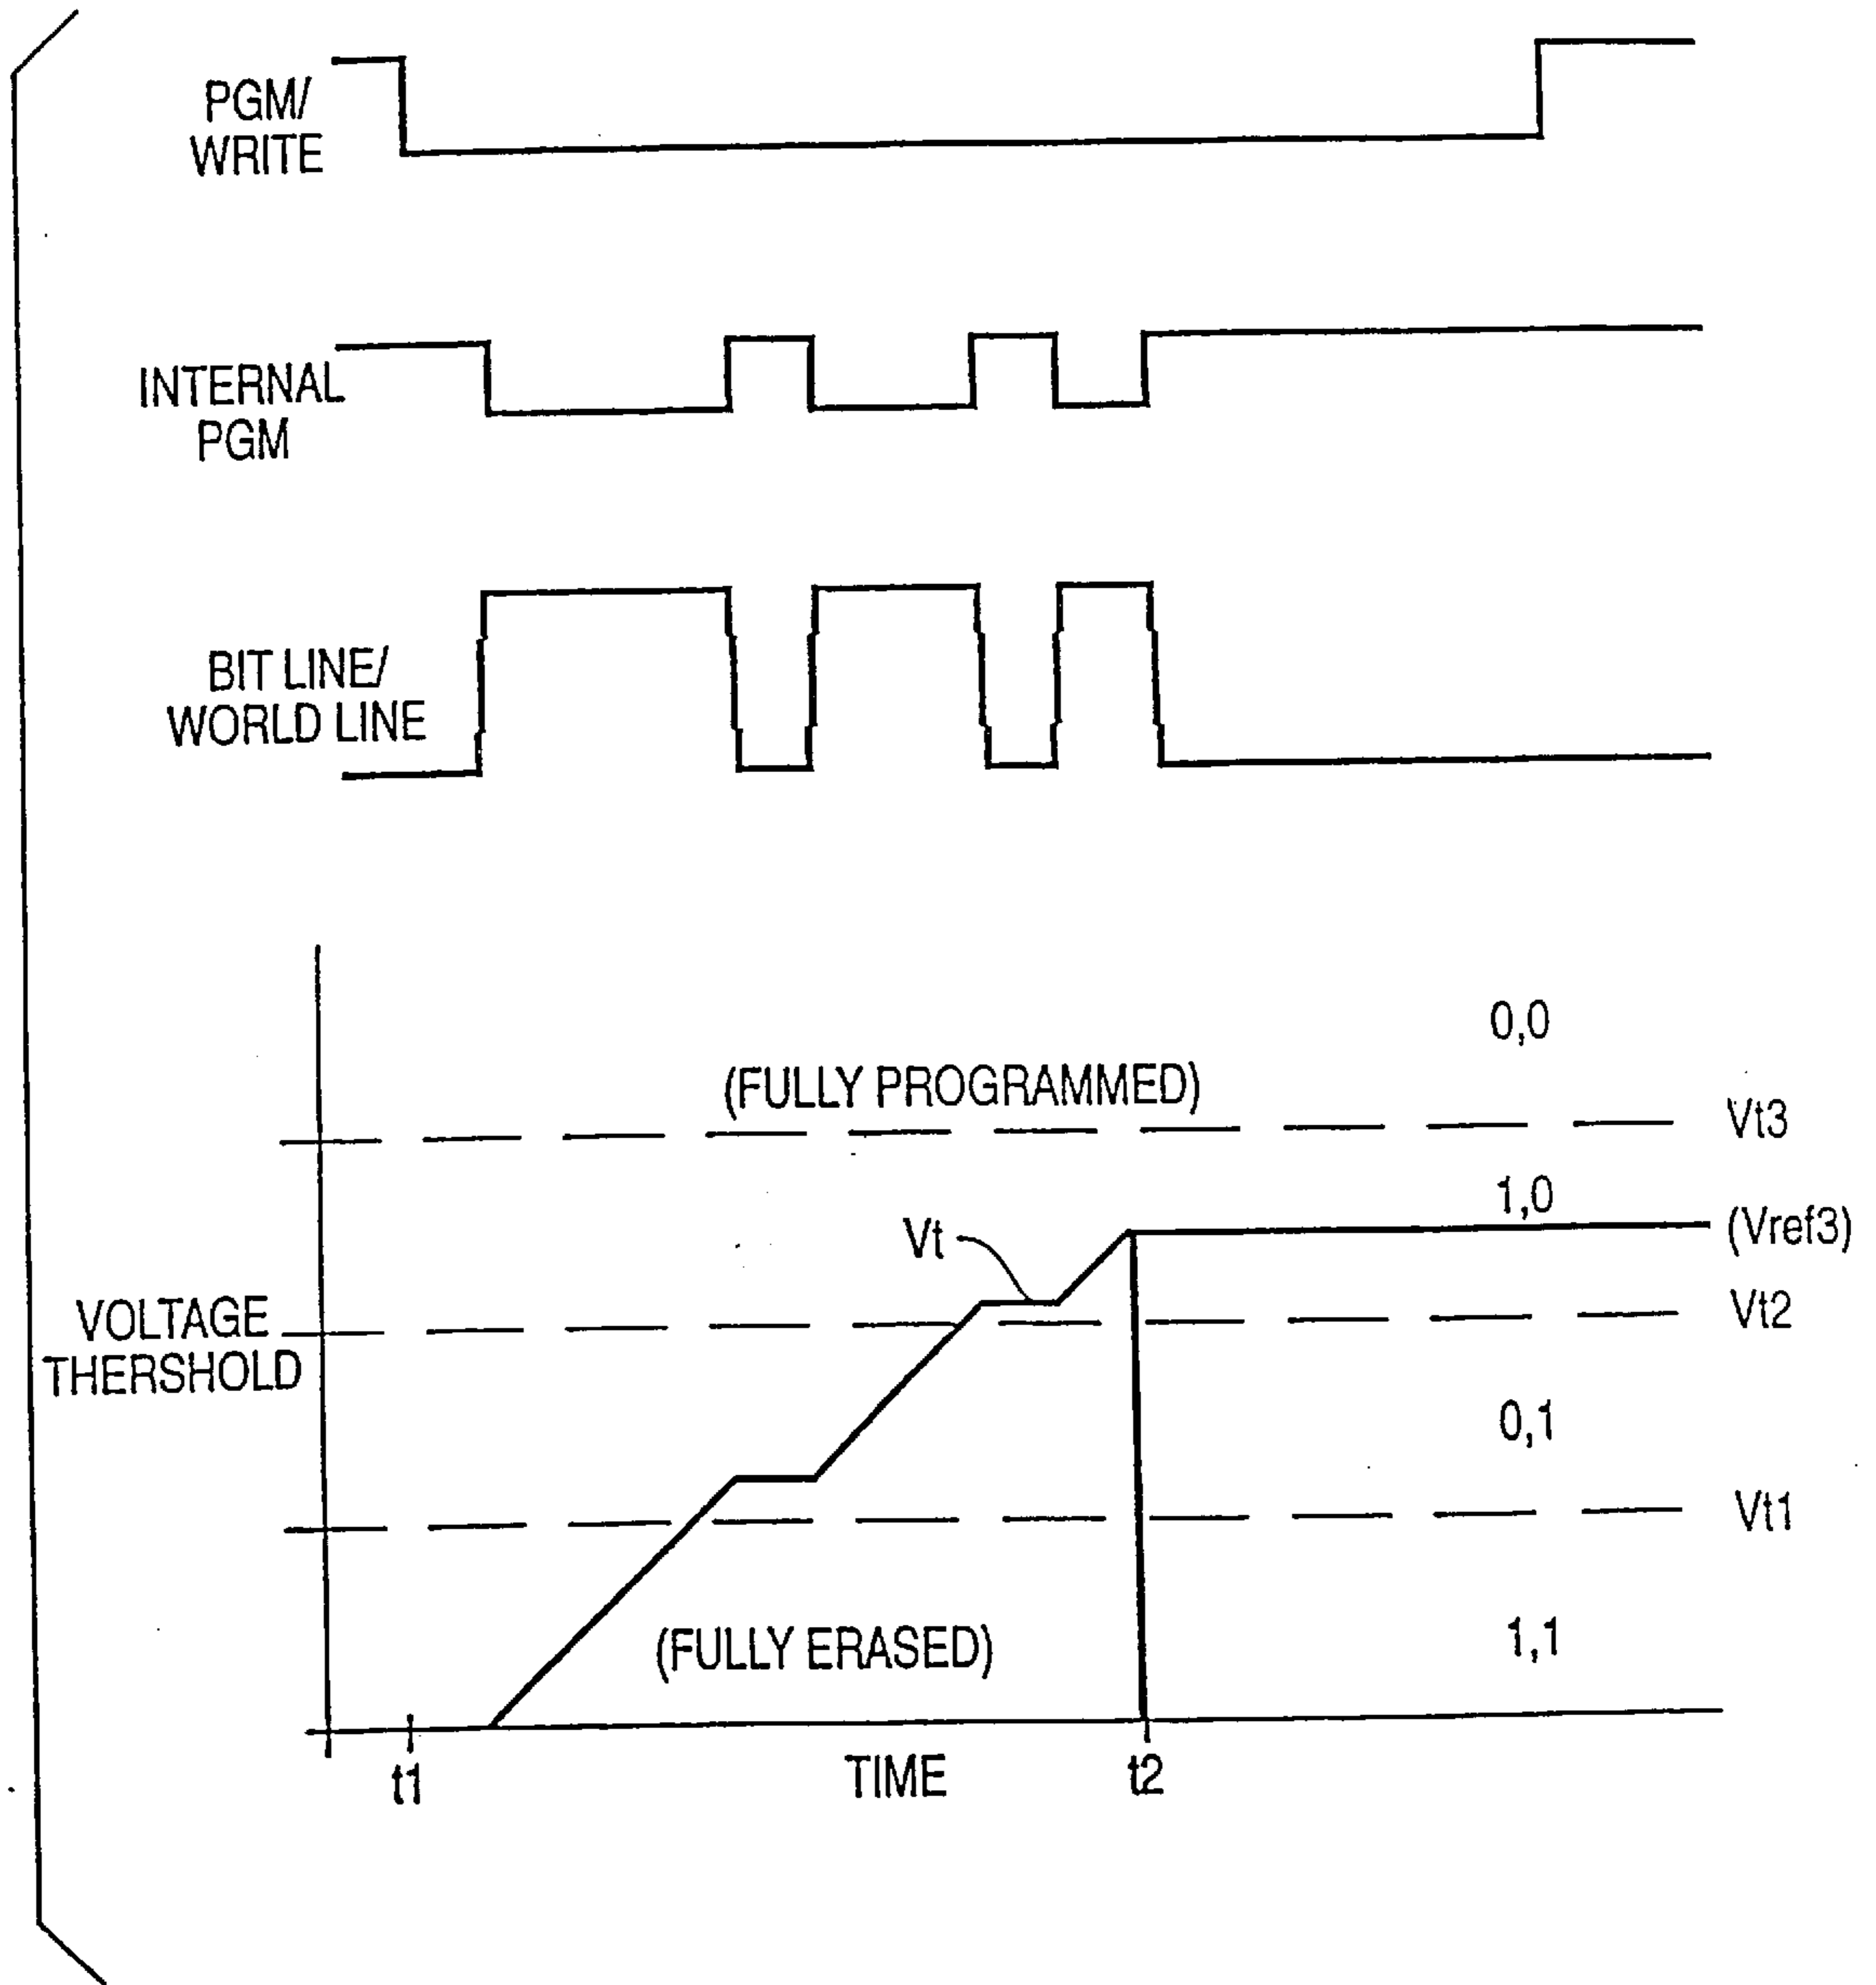 PGM/
WRITE
INTERNAL
PGM
BIT LINE/
WORLD LINE
0,0
(FULLY PROGRAMMED)
Vt3
1,0
Vt
(Vref3)
VOLTAGE
THERSHOLD
Vt2
0,1
Vt1
(FULLY ERASED)
1,1
t1
TIME
t2